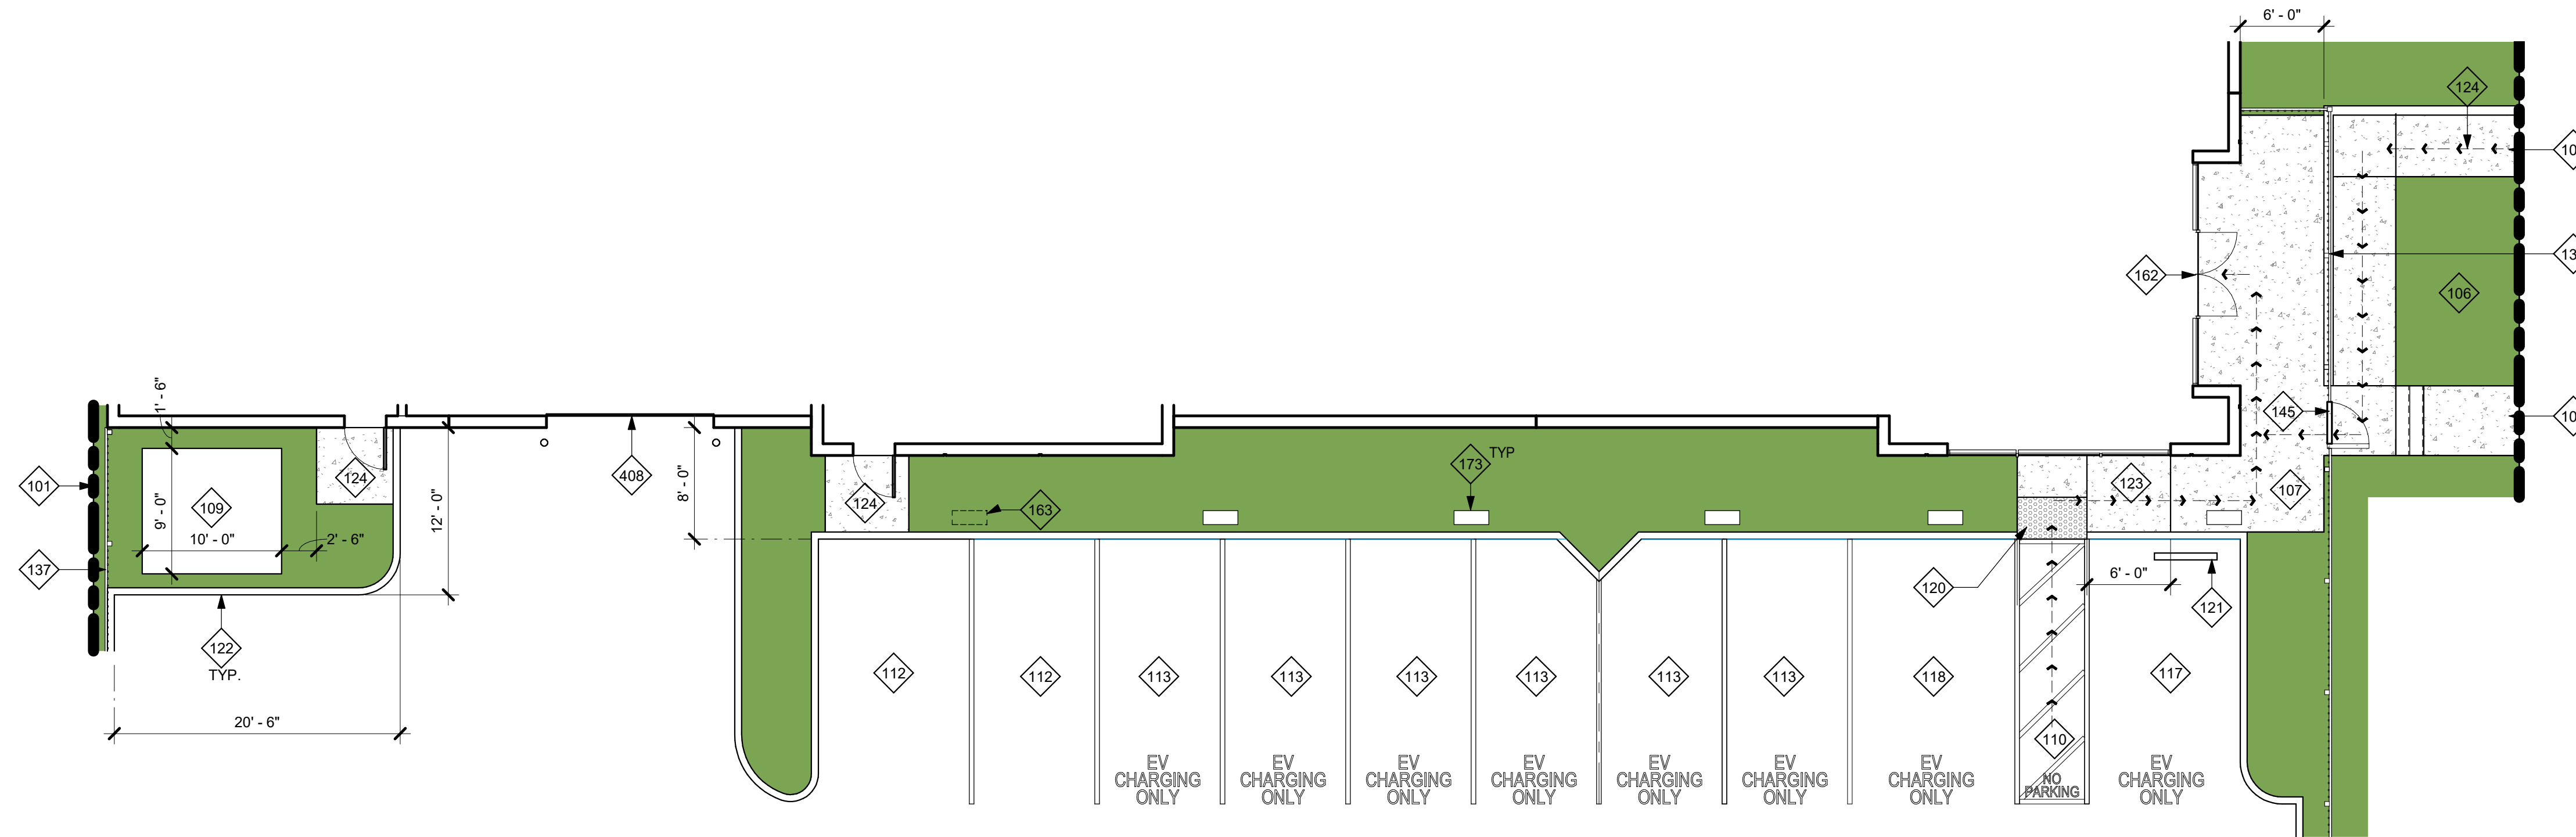 6' - 0"
124
10
162
13
106
1' - 6"
145
10
408
173 TYP
101
124
109
9' - 0"
12' - 0"
8' - 0"
124
163
123
107
10' - 0"
2' - 6"
137
120
6' - 0"
121
122
TYP.
112
112
113
113
113
113
113
113
118
117
20' - 6"
110
EV
CHARGING
ONLY
EV
CHARGING
ONLY
EV
CHARGING
ONLY
EV
CHARGING
ONLY
EV
CHARGING
ONLY
EV
CHARGING
ONLY
EV
CHARGING
ONLY
NO
PARKING
EV
CHARGING
ONLY